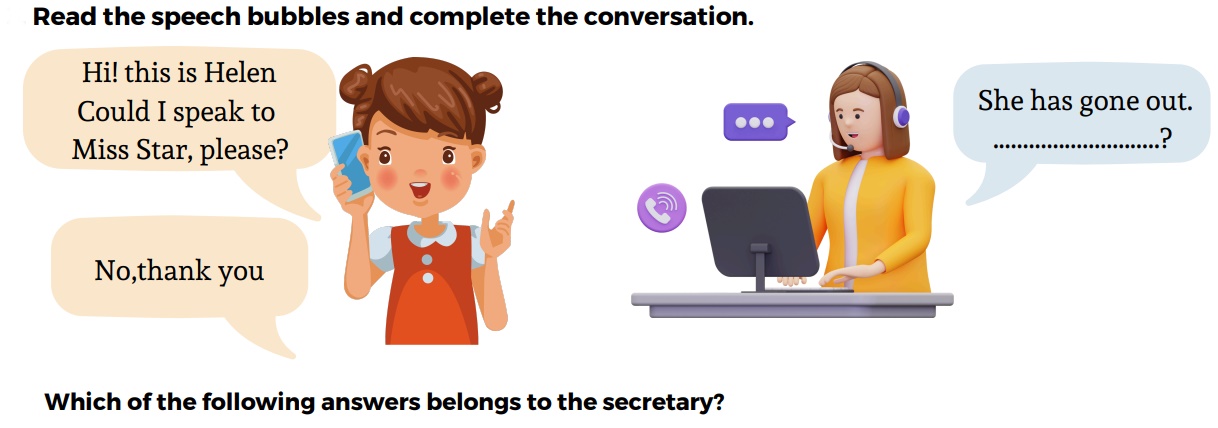 Read the speech bubbles and complete the conversation.
Hi! this is Helen
Could I speak to
Miss Star, please?
She has gone out.
............................?
No,thank you
Which of the following answers belongs to the secretary?